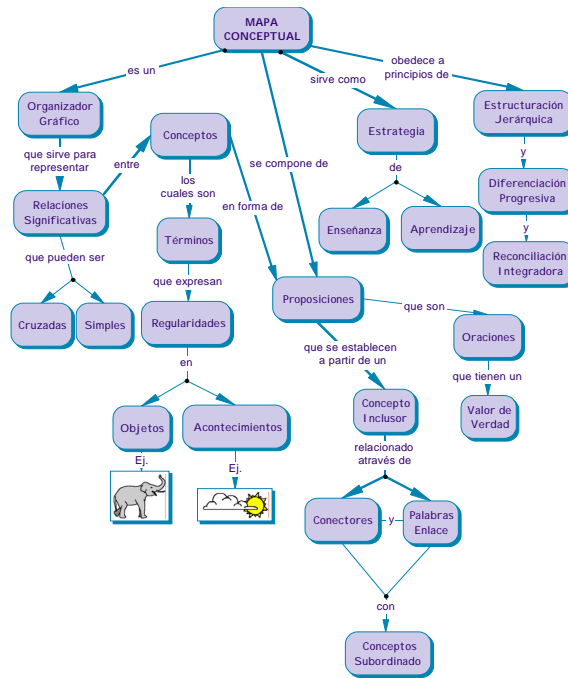 MAPA
CONCEPTUAL
es un
sirve como
obedece a
principios de
Organizador
Gráfico
Conceptos
Estrategia
Estructuración
Jerárquica
que sirve para
representar
entre
los
cuales son
se compone de
de
y
Relaciones
Significativas
en forma de
Enseñanza
Aprendizaje
Diferenciación
Progresiva
Términos
y
que pueden ser
que expresan
Reconciliación
Integradora
Cruzadas
Simples
Regularidades
Proposiciones
que son
Oraciones
en
que se establecen
a partir de un
que tienen un
Objetos
Acontecimientos
Concepto
Inclusor
Valor de
Verdad
Ej.
Ej.
relacionado
através de
Conectores
y
Palabras
Enlace
con
Conceptos
Subordinado